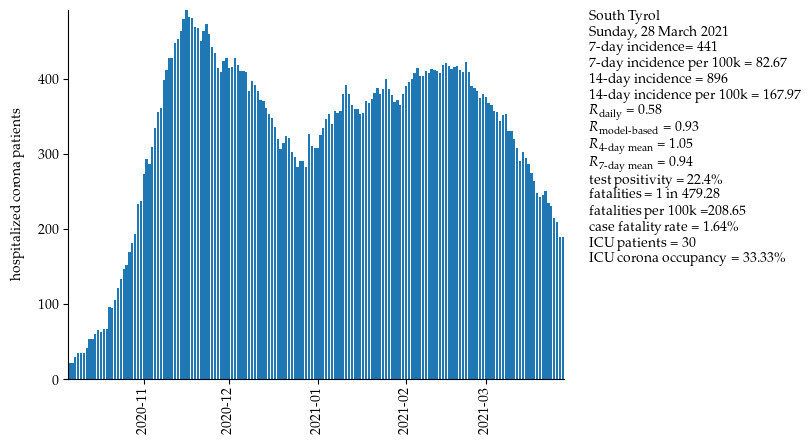 South Tyrol
Sunday, 28 March 2021
7-day incidence= 441
7-day incidence per 100k = 82.67
14-day incidence = 896
14-day incidence per 100k = 167.97
R daily = 0.58
R model-based = 0.93
R 4-day mean = 1.05
R 7-day mean = 0.94
test positivity = 22.4%
fatalities = 1 in 479.28
fatalities per 100k =208.65
case fatality rate = 1.64%
ICU patients = 30
ICU corona occupancy = 33.33%
hospitalized corona patients
400
300
200
100
0
2020-11
2020-12
2021-01
2021-02
2021-03